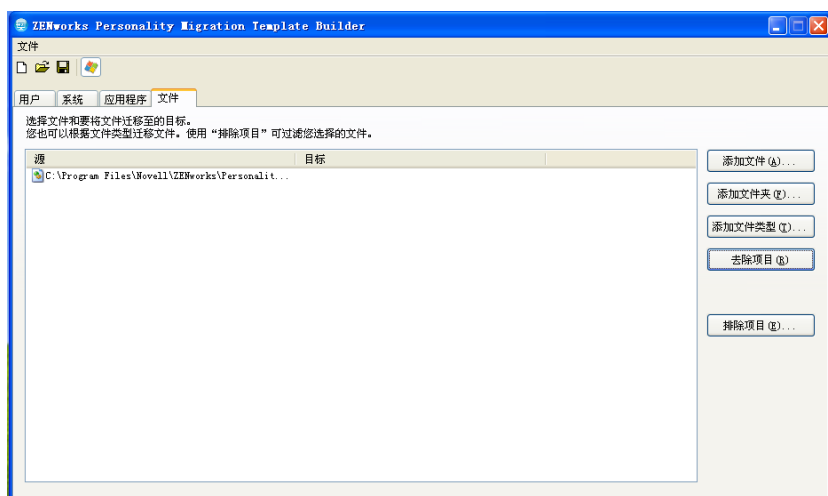 ZENworks Personality Migration Template Builder
文件
用户 系统 应用程序 文件
选择文件和要将文件迁移至的目标。
您也可以根据文件类型迁移文件。使用“排除项目”可过滤您选择的文件。
源 目标
C:\Program Files\Novell\ZENworks\Personalit...
添加文件(A)...
添加文件夹(F)...
添加文件类型(T)...
去除项目(R)
排除项目(E)...